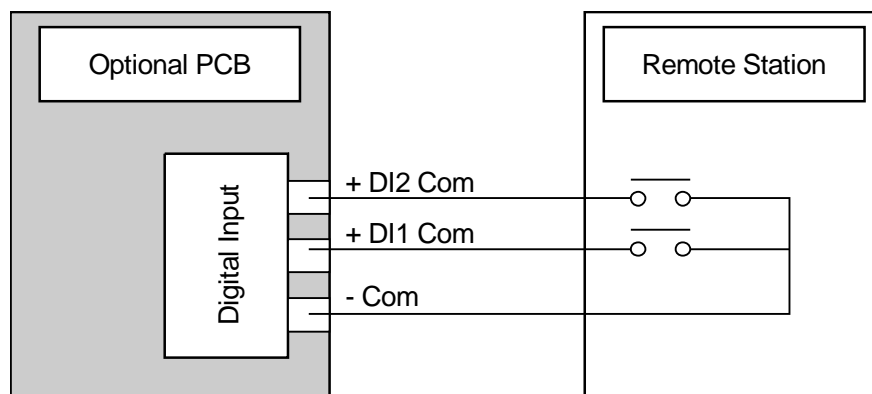 Optional PCB
Remote Station
Digital Input
+ DI2 Com
+ DI1 Com
- Com